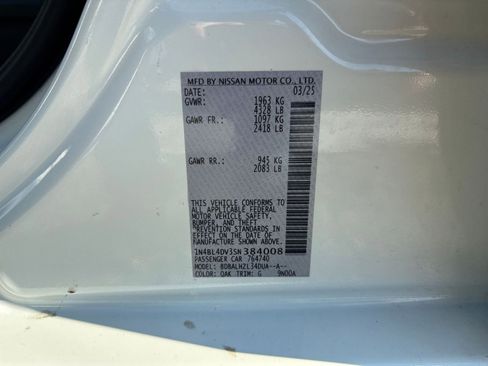 MFD BY NISSAN MOTOR CO., LTD.
DATE: 03/25
GVWR: 1963 KG
4328 LB
GAWR FR.: 1097 KG
2418 LB
GAWR RR.: 945 KG
2083 LB
THIS VEHICLE CONFORMS TO
ALL APPLICABLE FEDERAL
MOTOR VEHICLE SAFETY,
BUMPER, AND THEFT
PREVENTION STANDARDS
IN EFFECT ON THE DATE
OF MANUFACTURE SHOWN ABOVE
1N4BL4DV3SN384008
PASSENGER CAR 764740
MODEL: BDBALHZL34DUA--A--
COLOR: QAK TRIM: G 9N00A